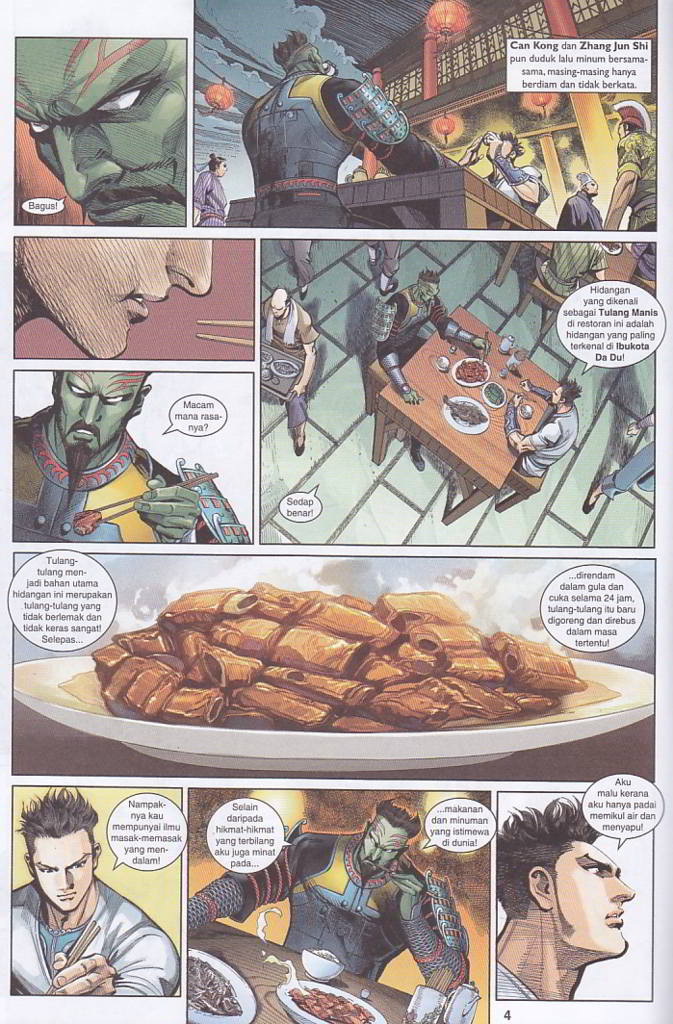 Bagus!
Can Kong dan Zhang Jun Shi
pun duduk lalu minum bersama-
sama, masing-masing hanya
berdiam dan tidak berkata.
Hidangan
yang dikenali
sebagai Tulang Manis
di restoran ini adalah
hidangan yang paling
terkenal di Ibukota
Da Du!
Macam
mana rasa-
nya?
Sedap
benar!
Tulang-
tulang men-
jadi bahan utama
hidangan ini merupakan
tulang-tulang yang
tidak berlemak dan
tidak keras sangat!
Selepas...
...direndam
dalam gula dan
cuka selama 24 jam,
tulang-tulang itu baru
digoreng dan direbus
dalam masa
tertentu!
Nampak-
nya kau
mempunyai ilmu
masak-memasak
yang men-
dalam!
Selain
daripada
hikmat-hikmat
yang terbilang
aku juga minat
pada...
...makanan
dan minuman
yang istimewa
di dunia!
Aku
malu kerana
aku hanya padai
memikul air dan
menyapu!
4